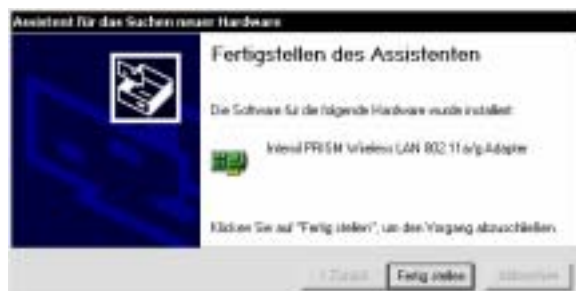 Assistent für das Suchen neuer Hardware
Fertigstellen des Assistenten
Die Software für die folgende Hardware wurde installiert:
Intersil PRISM Wireless LAN 802.11a/g Adapter
Klicken Sie auf "Fertig stellen", um den Vorgang abzuschließen.
< Zurück
Fertig stellen
Abbrechen